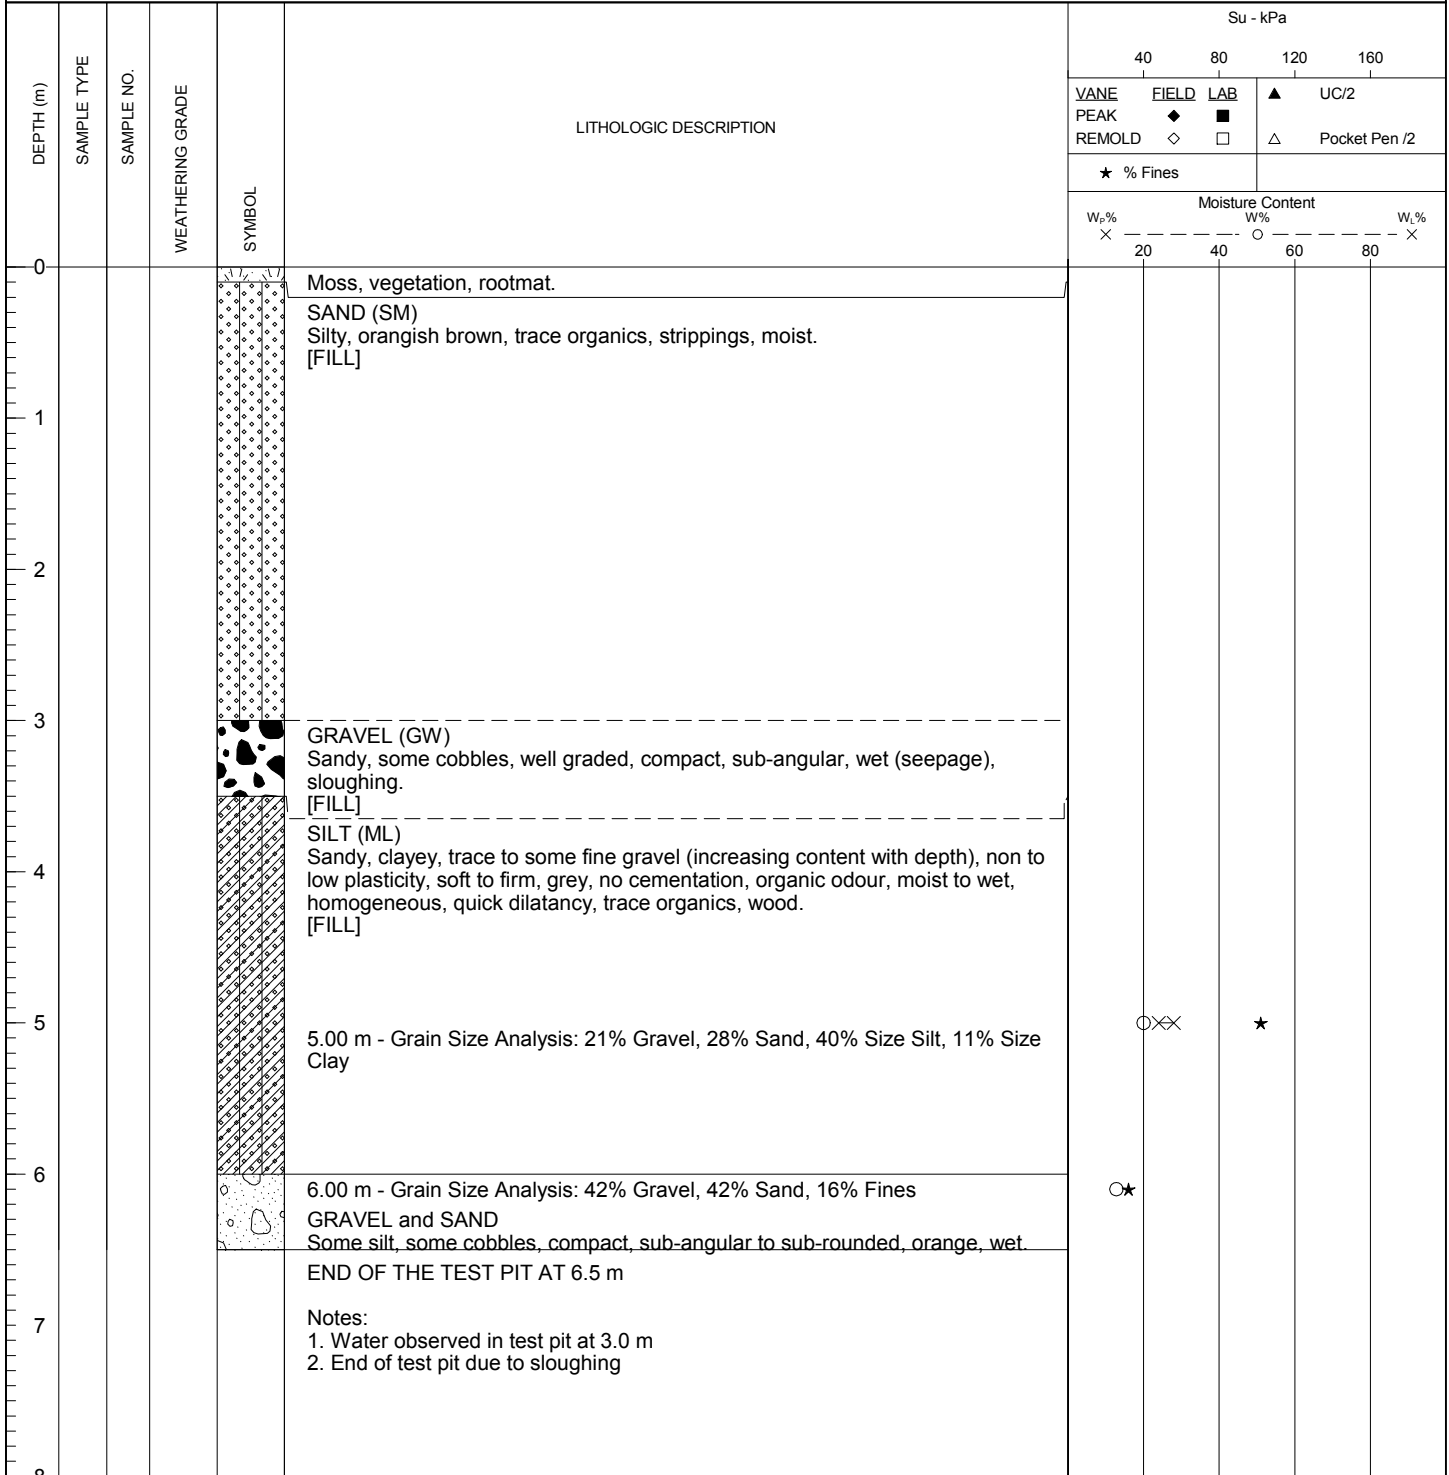 DEPTH (m)
SAMPLE TYPE
SAMPLE NO.
WEATHERING GRADE
SYMBOL
LITHOLOGIC DESCRIPTION
Su - kPa
40 80 120 160
VANE FIELD LAB ▲ UC/2
PEAK ◆ ■
REMOLD ◇ □ △ Pocket Pen /2
★ % Fines
Moisture Content
WP% W% WL%
20 40 60 80
0
Moss, vegetation, rootmat.
SAND (SM)
Silty, orangish brown, trace organics, strippings, moist.
[FILL]
1
2
3
GRAVEL (GW)
Sandy, some cobbles, well graded, compact, sub-angular, wet (seepage),
sloughing.
[FILL]
SILT (ML)
Sandy, clayey, trace to some fine gravel (increasing content with depth), non to
4
low plasticity, soft to firm, grey, no cementation, organic odour, moist to wet,
homogeneous, quick dilatancy, trace organics, wood.
[FILL]
5
5.00 m - Grain Size Analysis: 21% Gravel, 28% Sand, 40% Size Silt, 11% Size
Clay
6
6.00 m - Grain Size Analysis: 42% Gravel, 42% Sand, 16% Fines
GRAVEL and SAND
Some silt, some cobbles, compact, sub-angular to sub-rounded, orange, wet.
END OF THE TEST PIT AT 6.5 m
Notes:
7
1. Water observed in test pit at 3.0 m
2. End of test pit due to sloughing
8